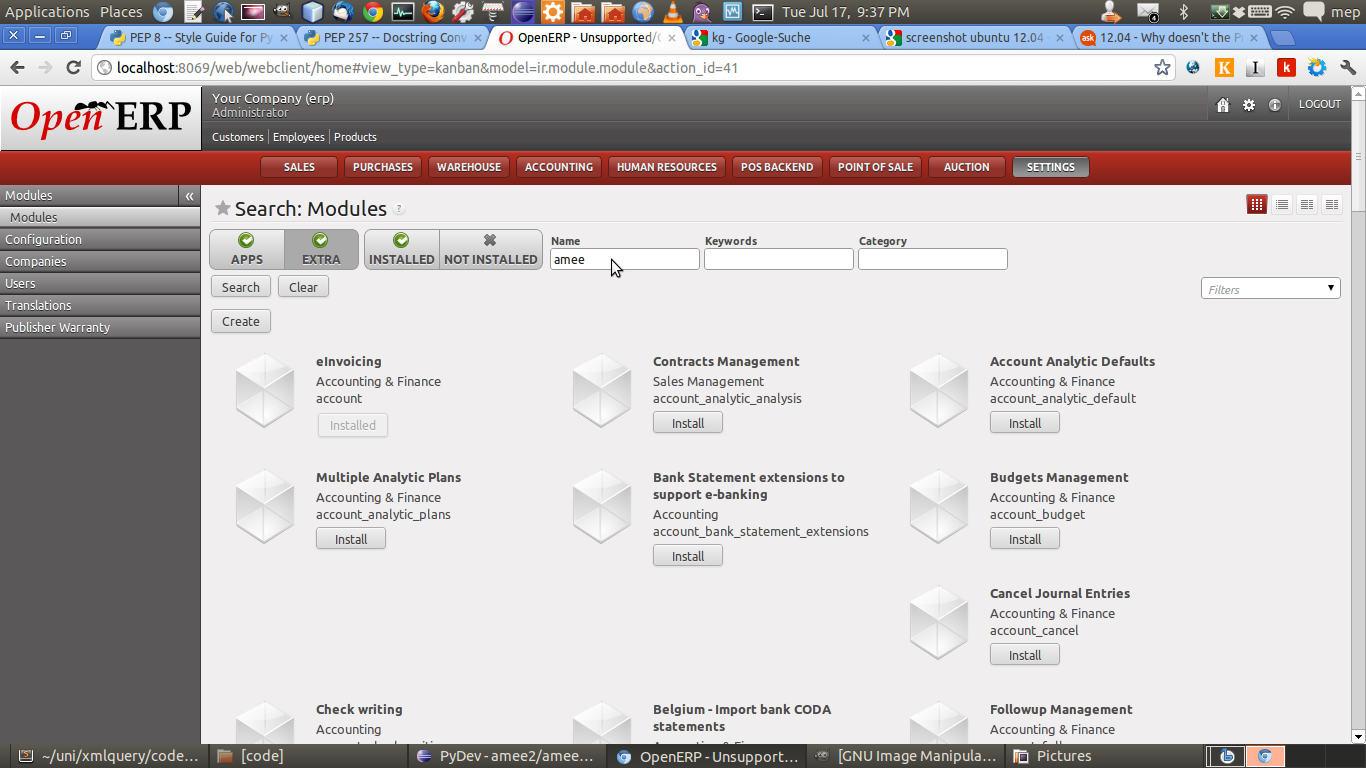 Applications Places Tue Jul 17, 9:37 PM 4 mep
PEP 8 -- Style Guide for Py
PEP 257 -- Docstring Conv
OpenERP - Unsupported/
kg - Google-Suche
screenshot ubuntu 12.04
ask 12.04 - Why doesn't the P
localhost:8069/web/webclient/home#view_type=kanban&model=ir.module.module&action_id=41
Open ERP
Your Company (erp)
Administrator
LOGOUT
Customers Employees Products
SALES PURCHASES WAREHOUSE ACCOUNTING HUMAN RESOURCES POS BACKEND POINT OF SALE AUCTION SETTINGS
Modules «
Modules
Configuration
Companies
Users
Translations
Publisher Warranty
Search: Modules ?
APPS EXTRA INSTALLED NOT INSTALLED
Name Keywords Category
amee
Search Clear
Filters
Create
eInvoicing
Accounting & Finance
account
Installed
Contracts Management
Sales Management
account_analytic_analysis
Install
Account Analytic Defaults
Accounting & Finance
account_analytic_default
Install
Multiple Analytic Plans
Accounting & Finance
account_analytic_plans
Install
Bank Statement extensions to
support e-banking
Accounting
account_bank_statement_extensions
Install
Budgets Management
Accounting & Finance
account_budget
Install
Cancel Journal Entries
Accounting & Finance
account_cancel
Install
Check writing
Accounting
Belgium - Import bank CODA
statements
Followup Management
Accounting & Finance
~/uni/xmlquery/code...
[code]
PyDev - amee2/amee...
OpenERP - Unsupport...
[GNU Image Manipula...
Pictures